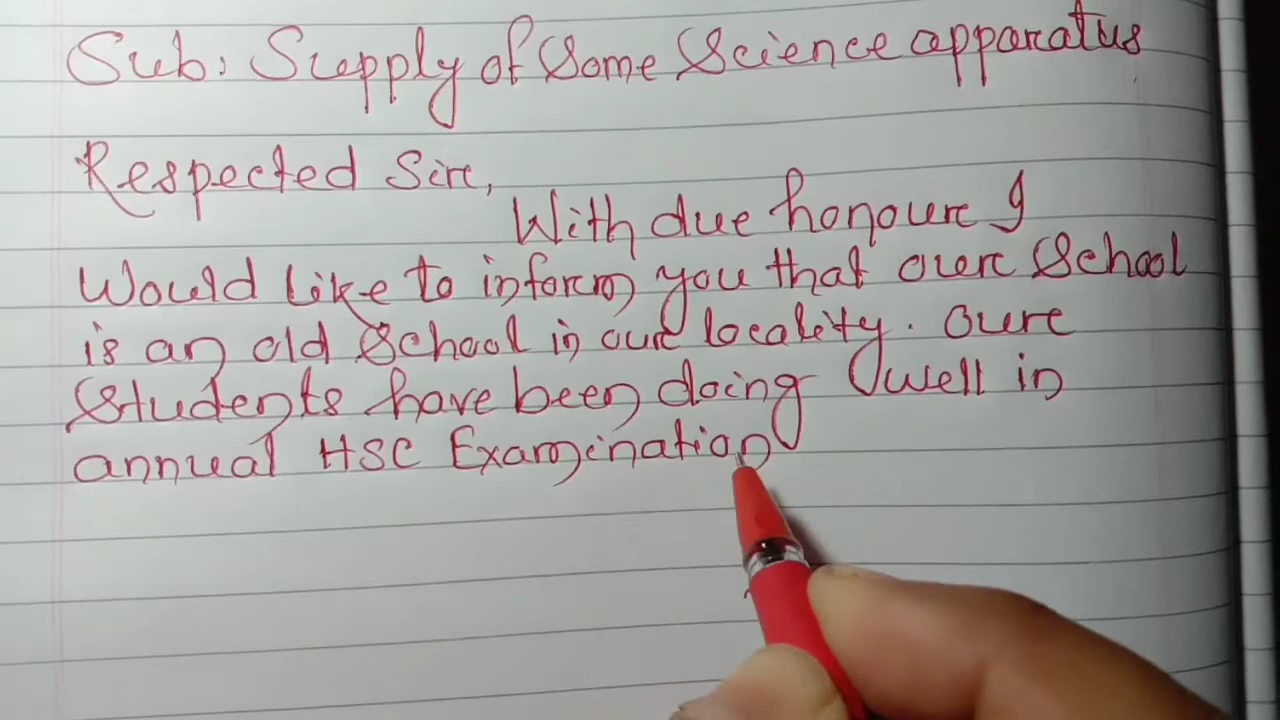 Sub: Supply of Some Science apparatus
Respected Sir,
With due honour I
Would like to inform you that our School
is an old School in our locality. Our
Students have been doing well in
annual HSC Examination